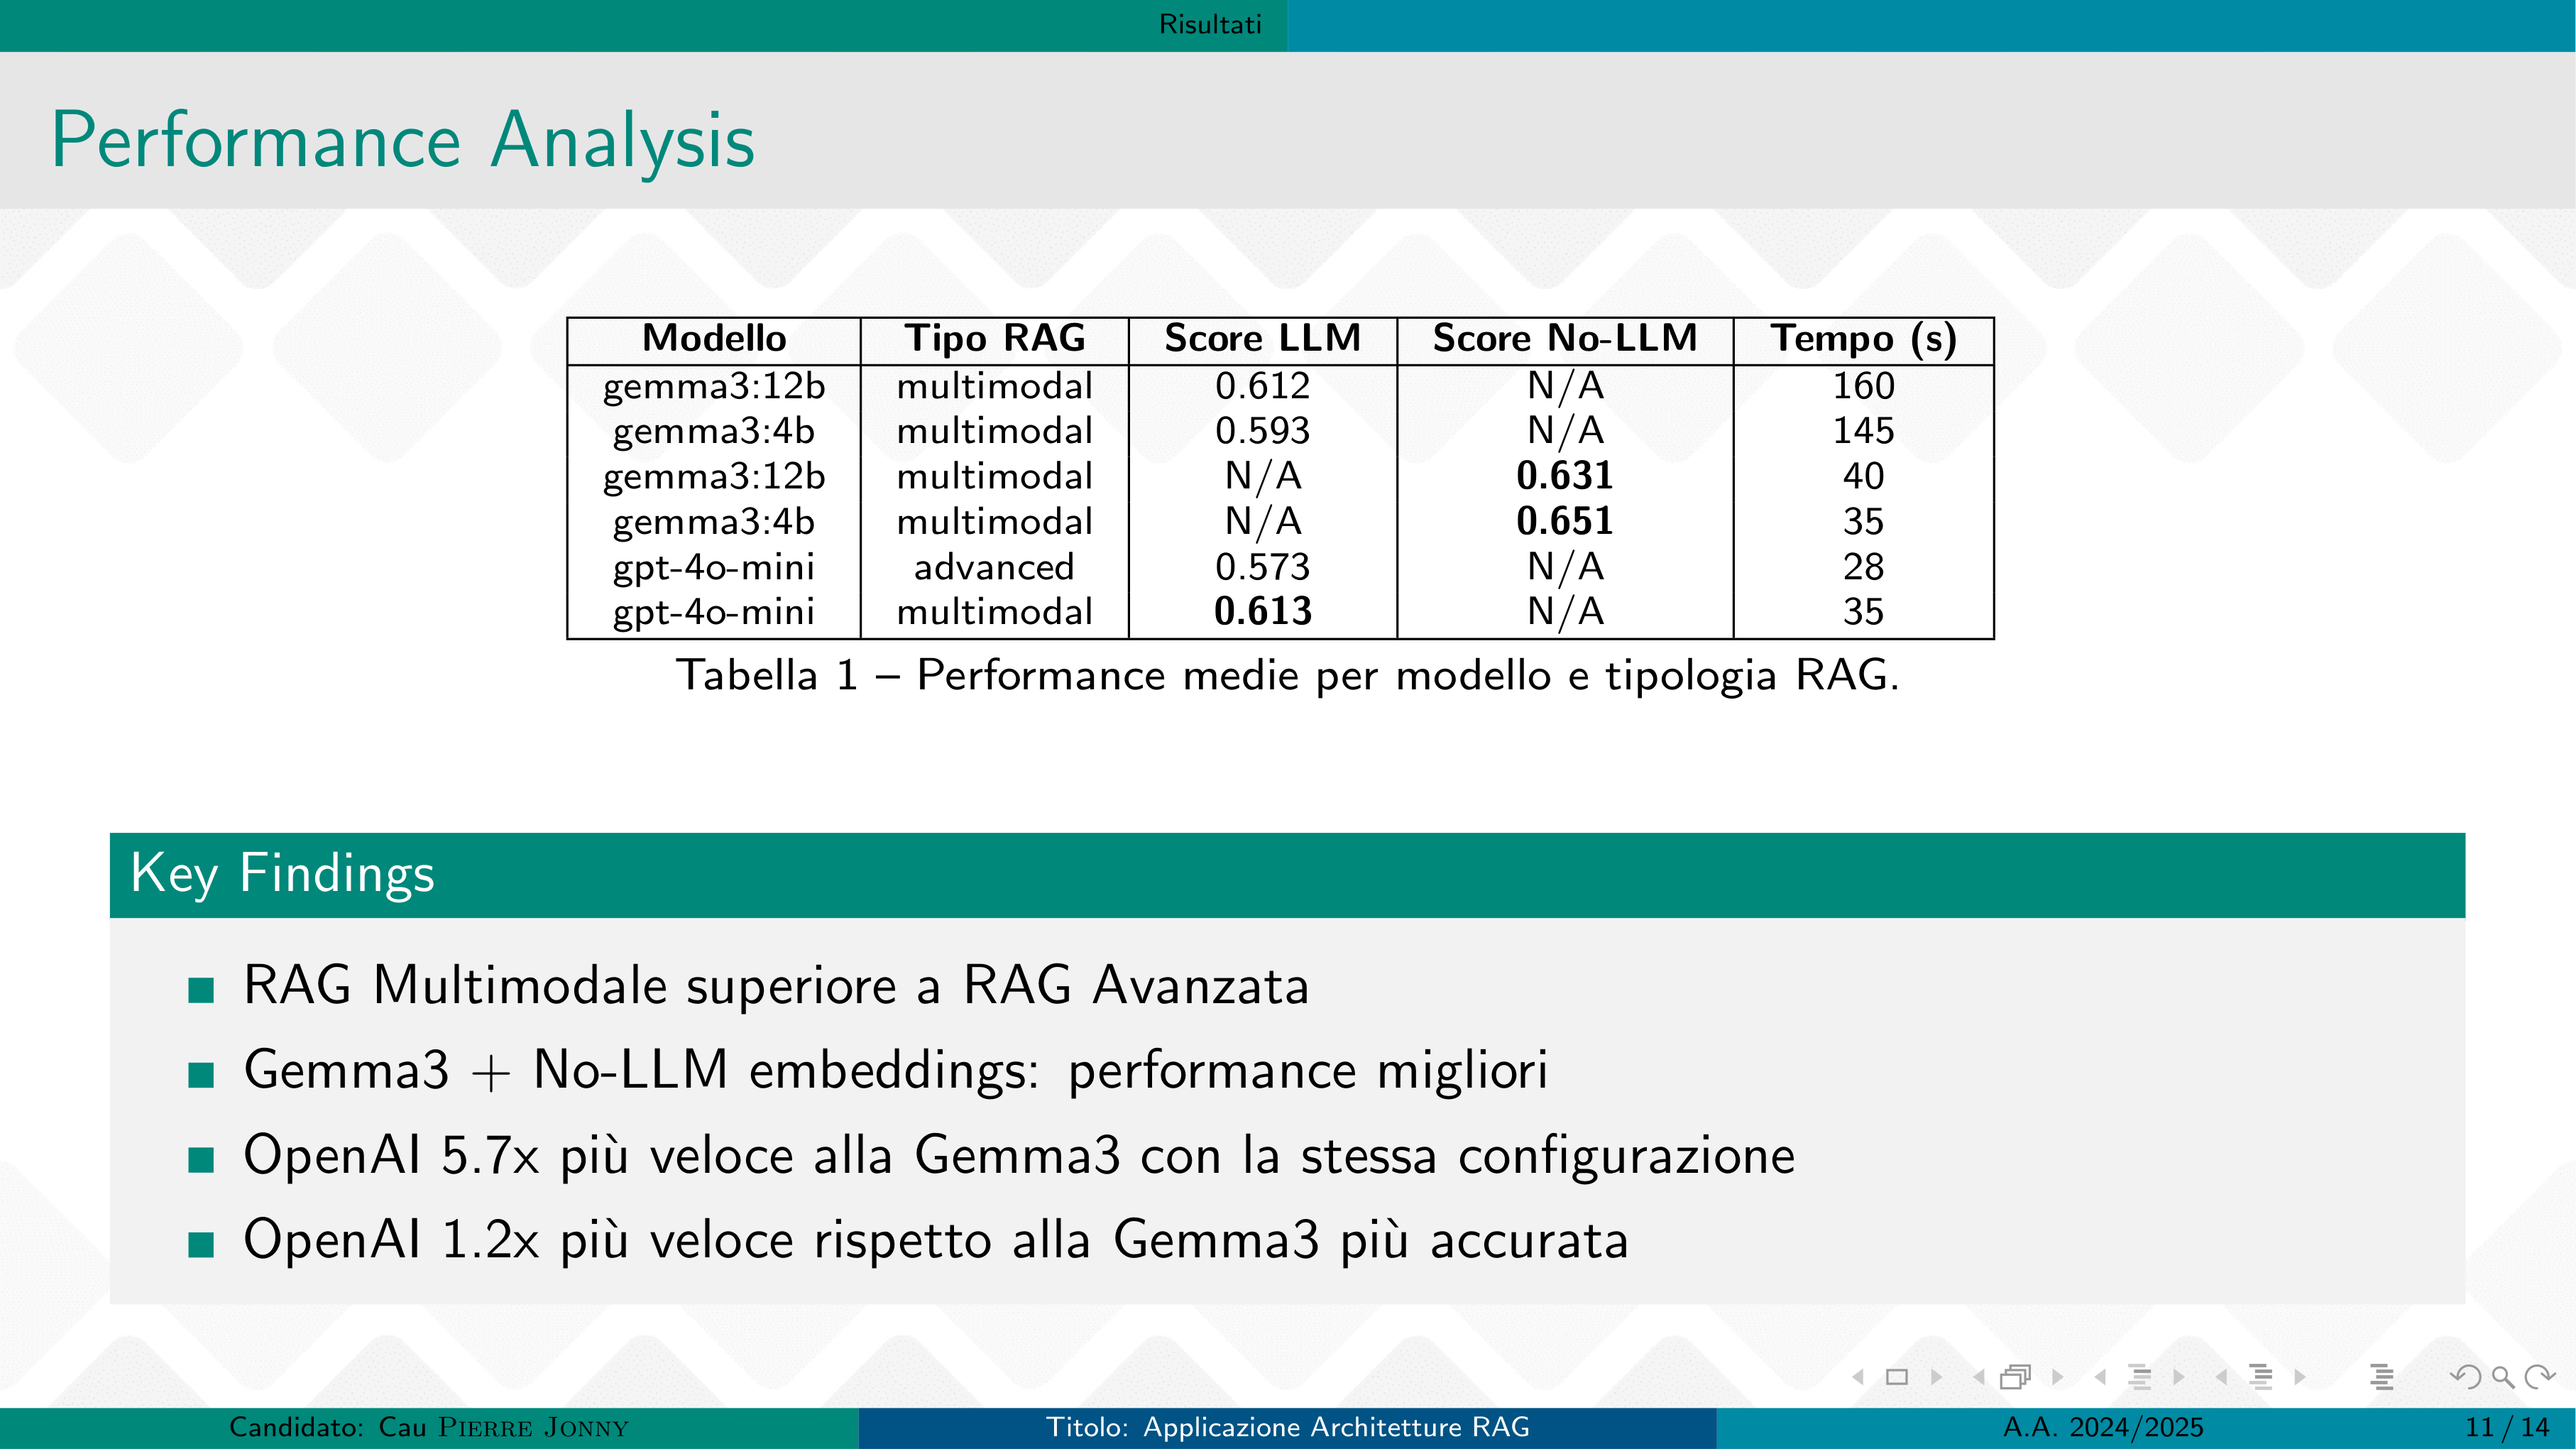 Risultati
Performance Analysis
Modello Tipo RAG Score LLM Score No-LLM Tempo (s)
gemma3:12b multimodal 0.612 N/A 160
gemma3:4b multimodal 0.593 N/A 145
gemma3:12b multimodal N/A 0.631 40
gemma3:4b multimodal N/A 0.651 35
gpt-4o-mini advanced 0.573 N/A 28
gpt-4o-mini multimodal 0.613 N/A 35
Tabella 1 – Performance medie per modello e tipologia RAG.
Key Findings
RAG Multimodale superiore a RAG Avanzata
Gemma3 + No-LLM embeddings: performance migliori
OpenAI 5.7x più veloce alla Gemma3 con la stessa configurazione
OpenAI 1.2x più veloce rispetto alla Gemma3 più accurata
Candidato: Cau Pierre Jonny Titolo: Applicazione Architetture RAG A.A. 2024/2025 11 / 14